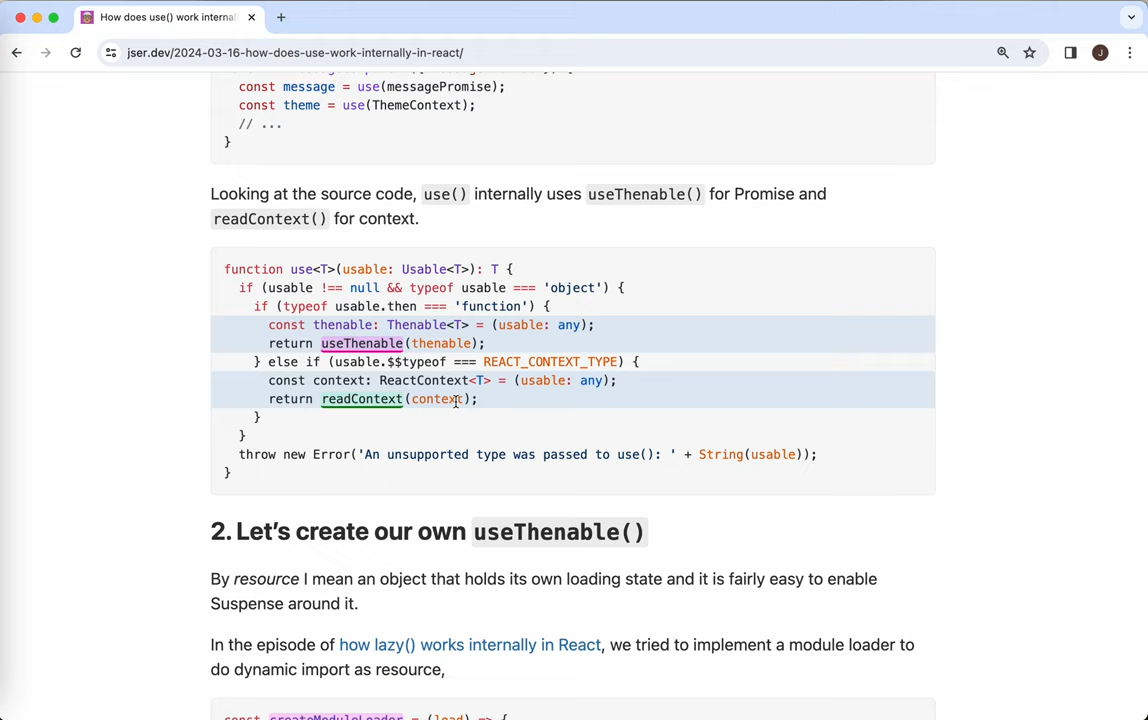 How does use() work interna
jser.dev/2024-03-16-how-does-use-work-internally-in-react/
J
const message = use(messagePromise);
const theme = use(ThemeContext);
// ...
}
Looking at the source code, use() internally uses useThenable() for Promise and
readContext() for context.
function use<T>(usable: Usable<T>): T {
if (usable !== null && typeof usable === 'object') {
if (typeof usable.then === 'function') {
const thenable: Thenable<T> = (usable: any);
return useThenable(thenable);
} else if (usable.$$typeof === REACT_CONTEXT_TYPE) {
const context: ReactContext<T> = (usable: any);
return readContext(context);
}
}
throw new Error('An unsupported type was passed to use(): ' + String(usable));
}
2. Let’s create our own useThenable()
By resource I mean an object that holds its own loading state and it is fairly easy to enable
Suspense around it.
In the episode of how lazy() works internally in React, we tried to implement a module loader to
do dynamic import as resource,
const createModuleLoader = (load) => {